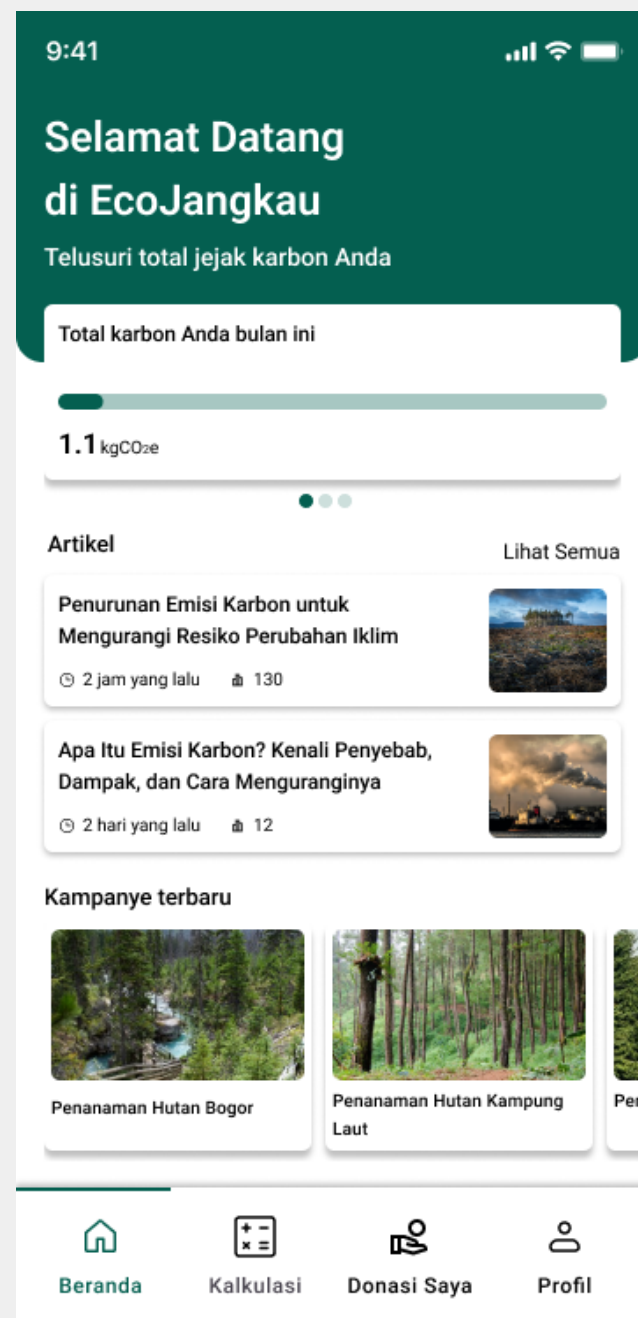 9:41
Selamat Datang
di EcoJangkau
Telusuri total jejak karbon Anda
Total karbon Anda bulan ini
1.1 kgCO2e
Artikel
Lihat Semua
Penurunan Emisi Karbon untuk
Mengurangi Resiko Perubahan Iklim
2 jam yang lalu 130
Apa Itu Emisi Karbon? Kenali Penyebab,
Dampak, dan Cara Menguranginya
2 hari yang lalu 12
Kampanye terbaru
Penanaman Hutan Bogor
Penanaman Hutan Kampung
Laut
Beranda
Kalkulasi
Donasi Saya
Profil